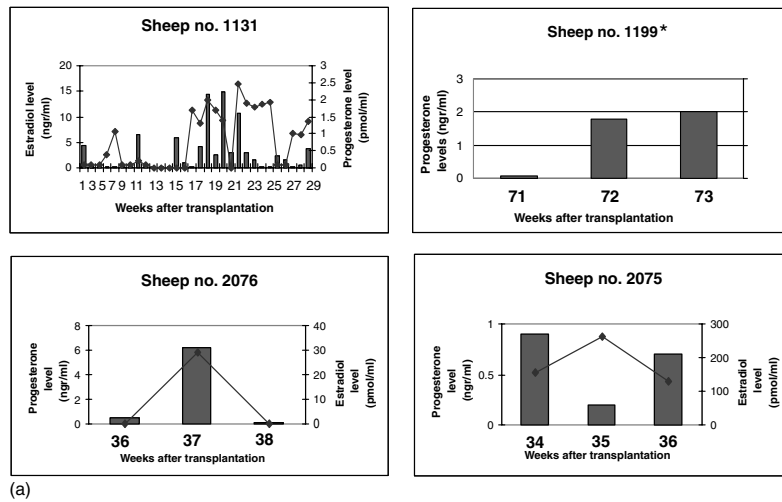 Sheep no. 1131
Estradiol level
(ngr/ml)
20
15
10
5
0
3
2.5
2
1.5
1
0.5
0
Progesterone level
(pmol/ml)
1 3 5 7 9 11 13 15 17 19 21 23 25 27 29
Weeks after transplantation
Sheep no. 1199*
Progesterone
levels (ngr/ml)
3
2
1
0
71 72 73
Weeks after transplantation
Sheep no. 2076
Progesterone
level
(ngr/ml)
8
6
4
2
0
40
30
20
10
0
Estradiol
level
(pmol/ml)
36 37 38
Weeks after transplantation
Sheep no. 2075
Progesterone
level
(ngr/ml)
1
0.5
0
300
200
100
0
Estradiol
level
(pmol/ml)
34 35 36
Weeks after transplantation
(a)